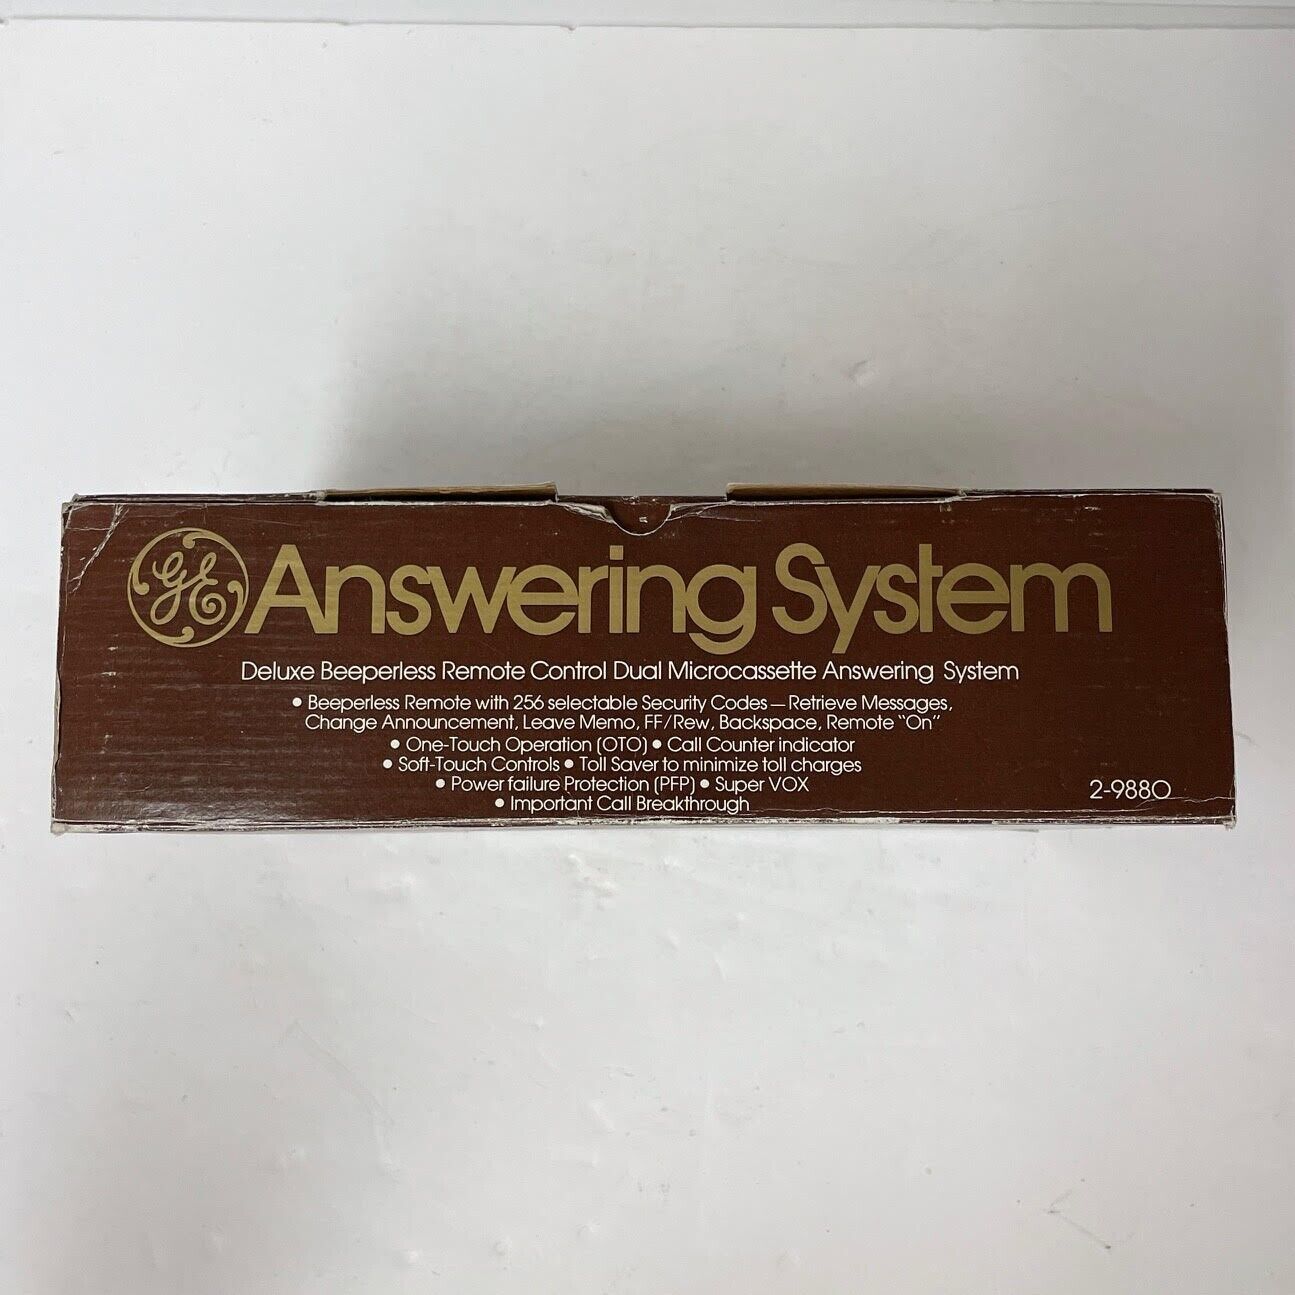 GE Answering System
Deluxe Beeperless Remote Control Dual Microcassette Answering System
• Beeperless Remote with 256 selectable Security Codes — Retrieve Messages,
Change Announcement, Leave Memo, FF/Rew, Backspace, Remote "On"
• One-Touch Operation (OTO) • Call Counter indicator
• Soft-Touch Controls • Toll Saver to minimize toll charges
• Power failure Protection (PFP) • Super VOX
• Important Call Breakthrough
2-9880